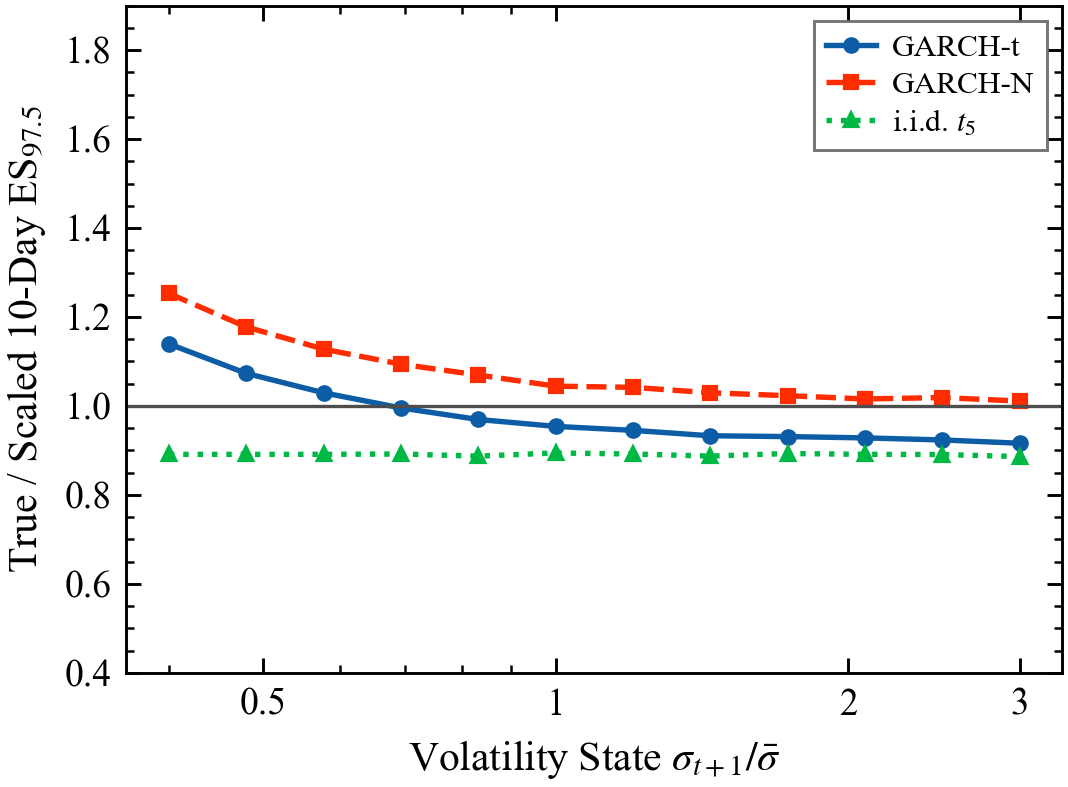 GARCH-t
GARCH-N
i.i.d. t₅
True / Scaled 10-Day ES₉₇.₅
1.8
1.6
1.4
1.2
1.0
0.8
0.6
0.4
0.5
1
2
3
Volatility State σₜ₊₁/σ̄